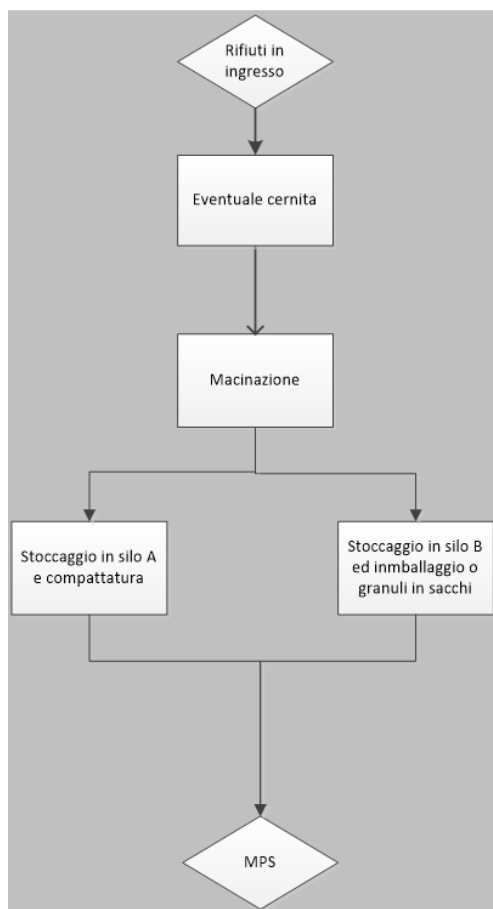 Rifiuti in
ingresso
Eventuale cernita
Macinazione
Stoccaggio in silo A
e compattatura
Stoccaggio in silo B
ed inmballaggio o
granuli in sacchi
MPS